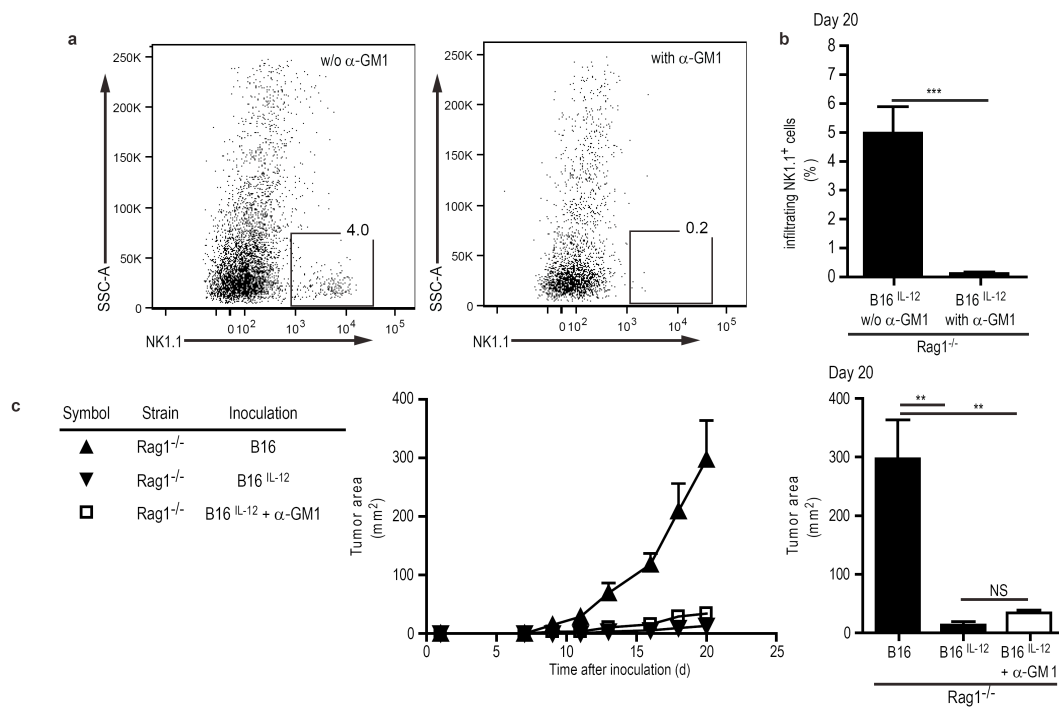 a
w/o α-GM1
250K
200K
150K
100K
50K
0
4.0
SSC-A
0 10² 10³ 10⁴ 10⁵
NK1.1
with α-GM1
250K
200K
150K
100K
50K
0
0.2
SSC-A
0 10² 10³ 10⁴ 10⁵
NK1.1
b
Day 20
infiltrating NK1.1⁺ cells
(%)
8
7
6
5
4
3
2
1
0
***
B16 IL-12 B16 IL-12
w/o α-GM1 with α-GM1
Rag1-/-
c
Symbol Strain Inoculation
▲ Rag1-/- B16
▼ Rag1-/- B16 IL-12
□ Rag1-/- B16 IL-12 + α-GM1
Tumor area
(mm²)
400
300
200
100
0
0 5 10 15 20 25
Time after inoculation (d)
Day 20
Tumor area
(mm²)
400
300
200
100
0
**
**
NS
B16 B16 IL-12 B16 IL-12
+ α-GM1
Rag1-/-